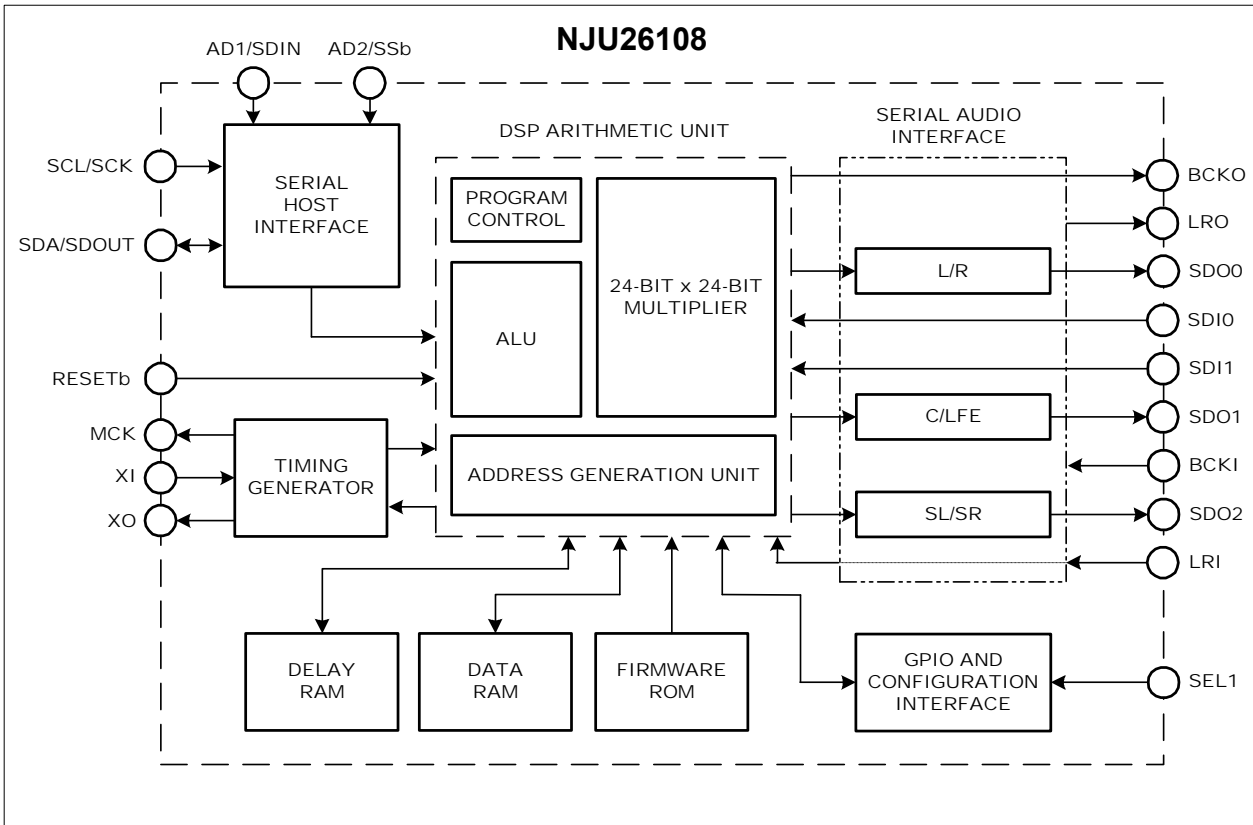 NJU26108
AD1/SDIN
AD2/SSb
SERIAL AUDIO
INTERFACE
DSP ARITHMETIC UNIT
SCL/SCK
SERIAL
HOST
INTERFACE
SDA/SDOUT
PROGRAM
CONTROL
24-BIT x 24-BIT
MULTIPLIER
ALU
ADDRESS GENERATION UNIT
L/R
C/LFE
SL/SR
BCKO
LRO
SDO0
SDI0
SDI1
SDO1
BCKI
SDO2
LRI
RESETb
MCK
XI
XO
TIMING
GENERATOR
DELAY
RAM
DATA
RAM
FIRMWARE
ROM
GPIO AND
CONFIGURATION
INTERFACE
SEL1